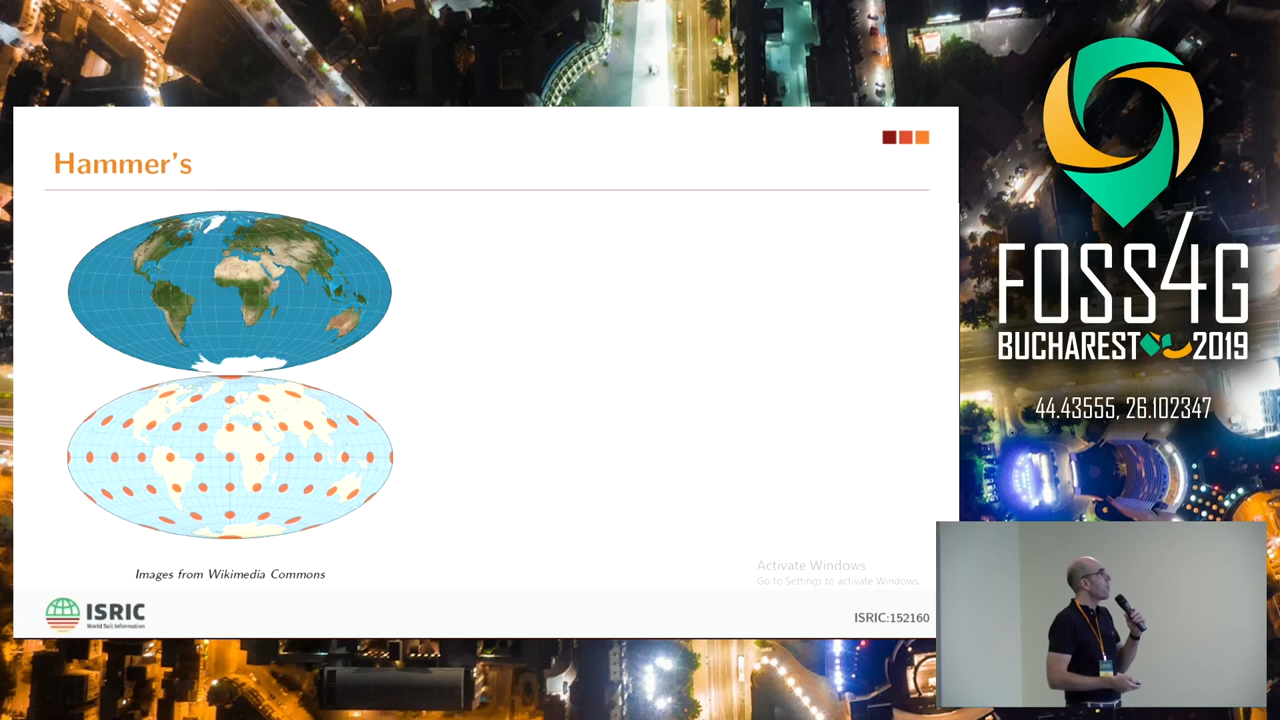 Hammer's
Images from Wikimedia Commons
Activate Windows
Go to Settings to activate Windows.
ISRIC
World Soil Information
ISRIC:152160
FOSS4G
BUCHAREST 2019
44.43555, 26.102347